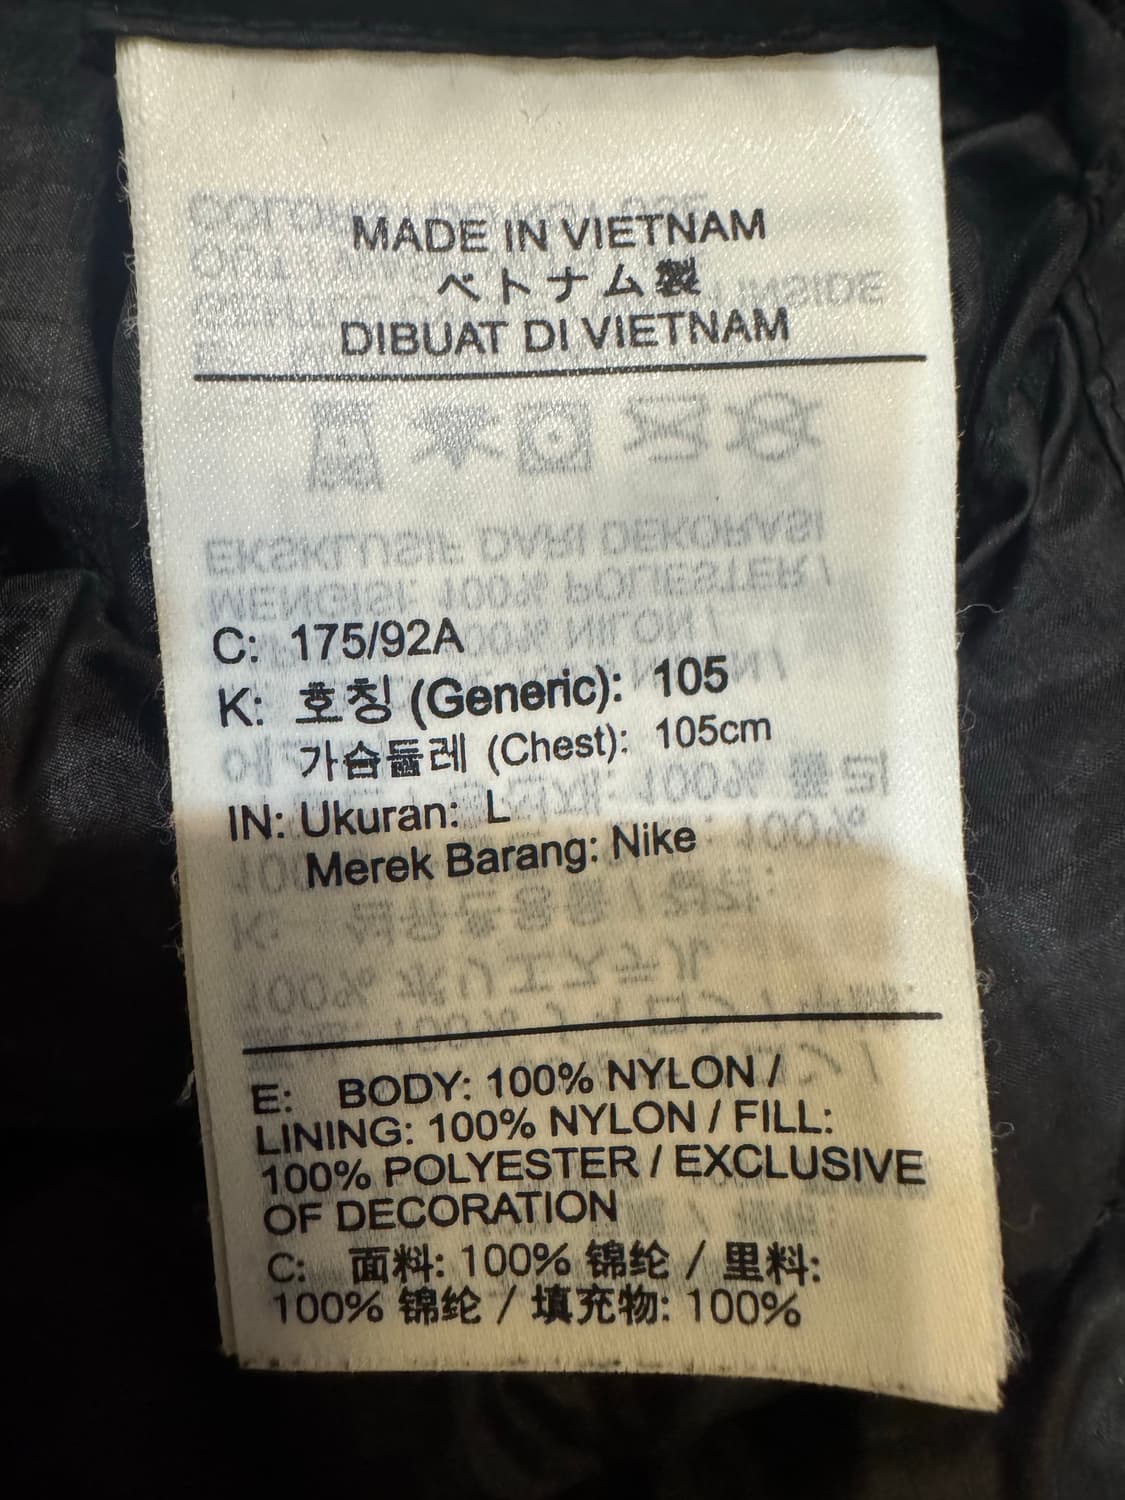 MADE IN VIETNAM
ベトナム製
DIBUAT DI VIETNAM
C: 175/92A
K: 호칭 (Generic): 105
가슴둘레 (Chest): 105cm
IN: Ukuran: L
Merek Barang: Nike
E: BODY: 100% NYLON /
LINING: 100% NYLON / FILL:
100% POLYESTER / EXCLUSIVE
OF DECORATION
C: 面料: 100% 锦纶 / 里料:
100% 锦纶 / 填充物: 100%